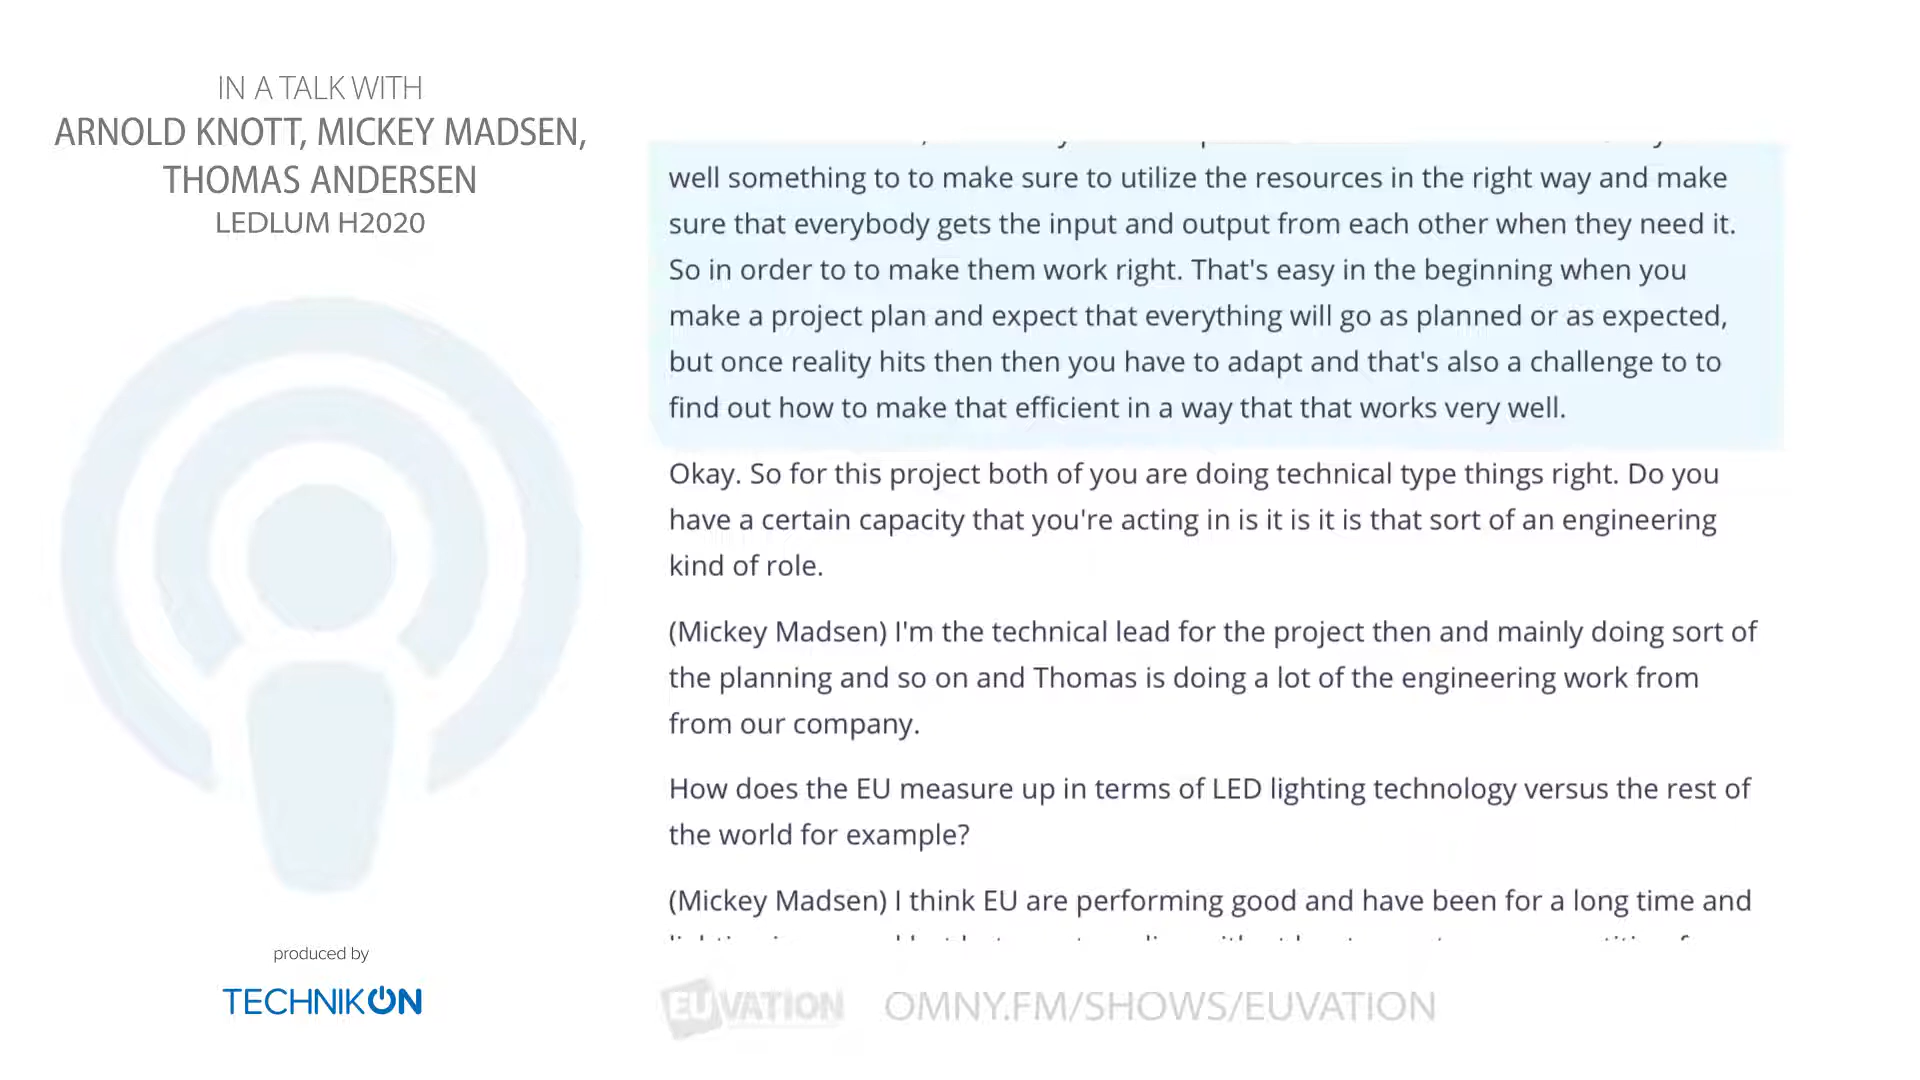 IN A TALK WITH
ARNOLD KNOTT, MICKEY MADSEN,
THOMAS ANDERSEN
LEDLUM H2020
well something to to make sure to utilize the resources in the right way and make
sure that everybody gets the input and output from each other when they need it.
So in order to to make them work right. That's easy in the beginning when you
make a project plan and expect that everything will go as planned or as expected,
but once reality hits then then you have to adapt and that's also a challenge to to
find out how to make that efficient in a way that that works very well.
Okay. So for this project both of you are doing technical type things right. Do you
have a certain capacity that you're acting in is it is it is that sort of an engineering
kind of role.
(Mickey Madsen) I'm the technical lead for the project then and mainly doing sort of
the planning and so on and Thomas is doing a lot of the engineering work from
from our company.
How does the EU measure up in terms of LED lighting technology versus the rest of
the world for example?
(Mickey Madsen) I think EU are performing good and have been for a long time and
produced by
TECHNIKON
EUVATION
OMNY.FM/SHOWS/EUVATION